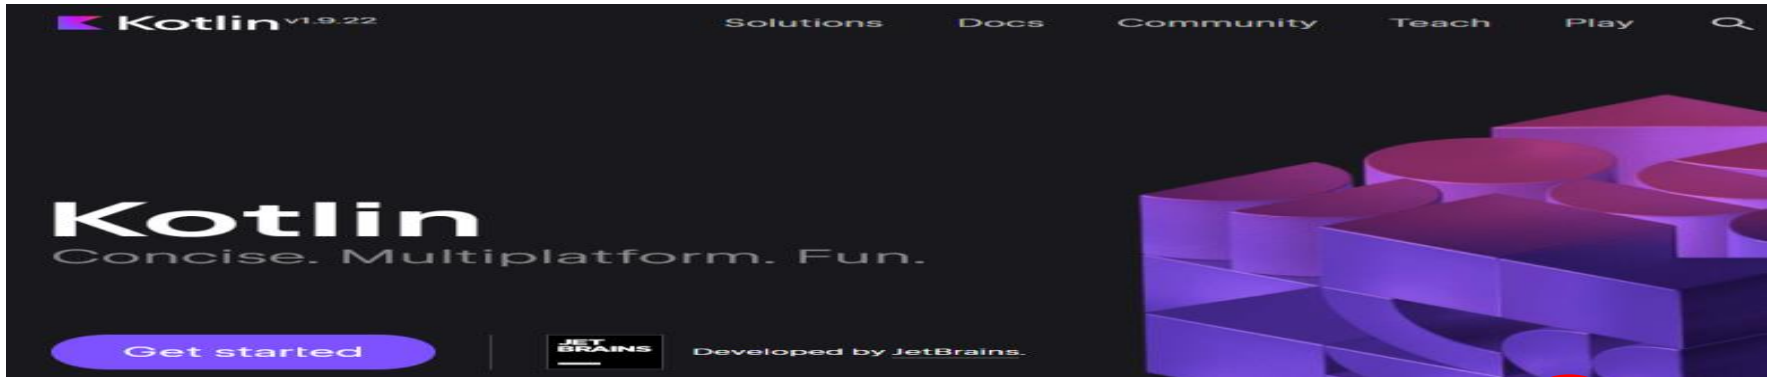 Kotlin v1.9.22 Solutions Docs Community Teach Play
Kotlin
Concise. Multiplatform. Fun.
Get started JET BRAINS Developed by JetBrains.